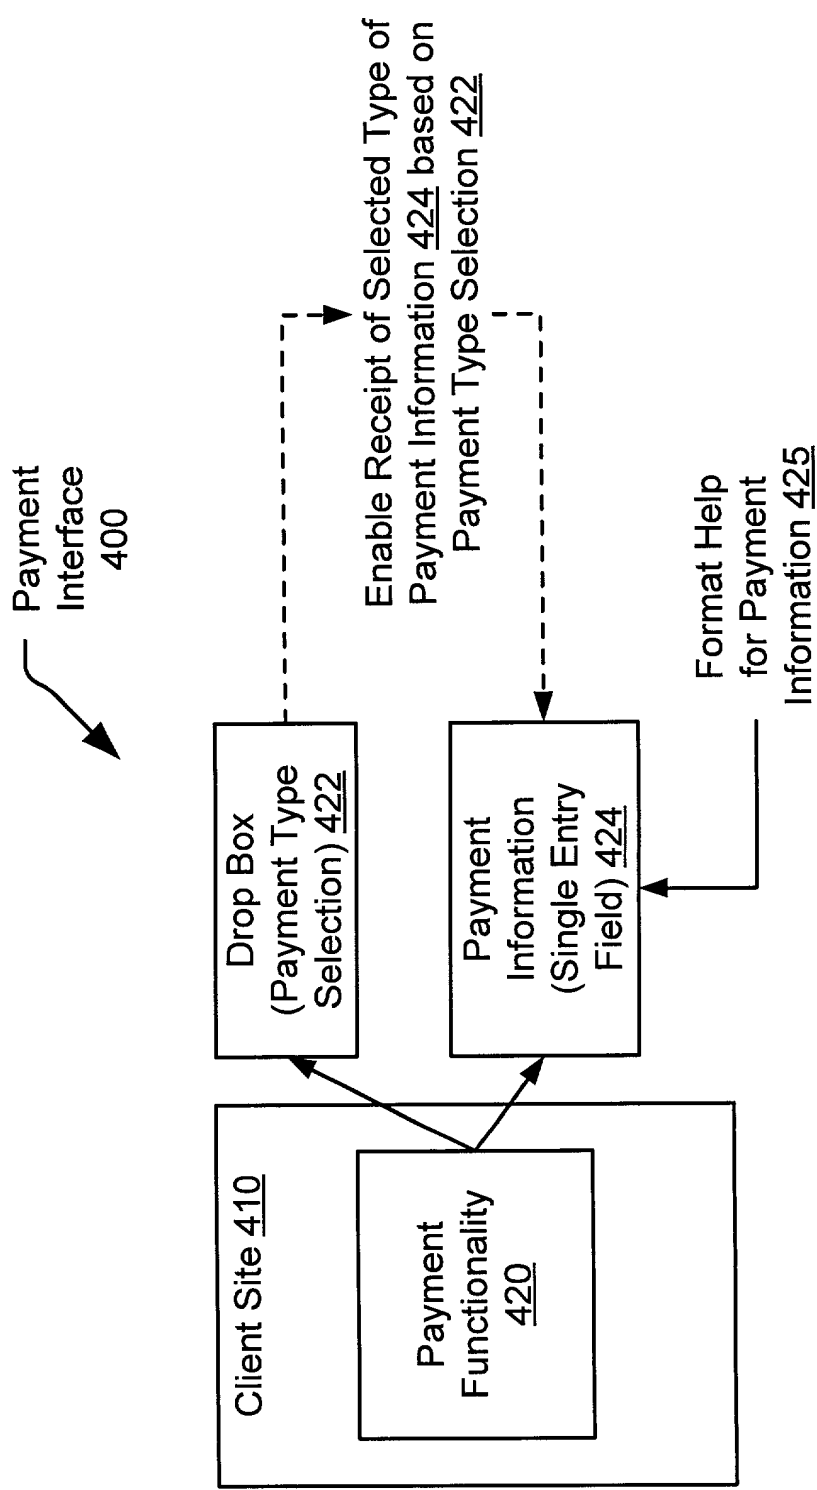 Payment
Interface
400
Client Site 410
Payment
Functionality
420
Drop Box
(Payment Type
Selection) 422
Payment
Information
(Single Entry
Field) 424
Enable Receipt of Selected Type of
Payment Information 424 based on
Payment Type Selection 422
Format Help
for Payment
Information 425